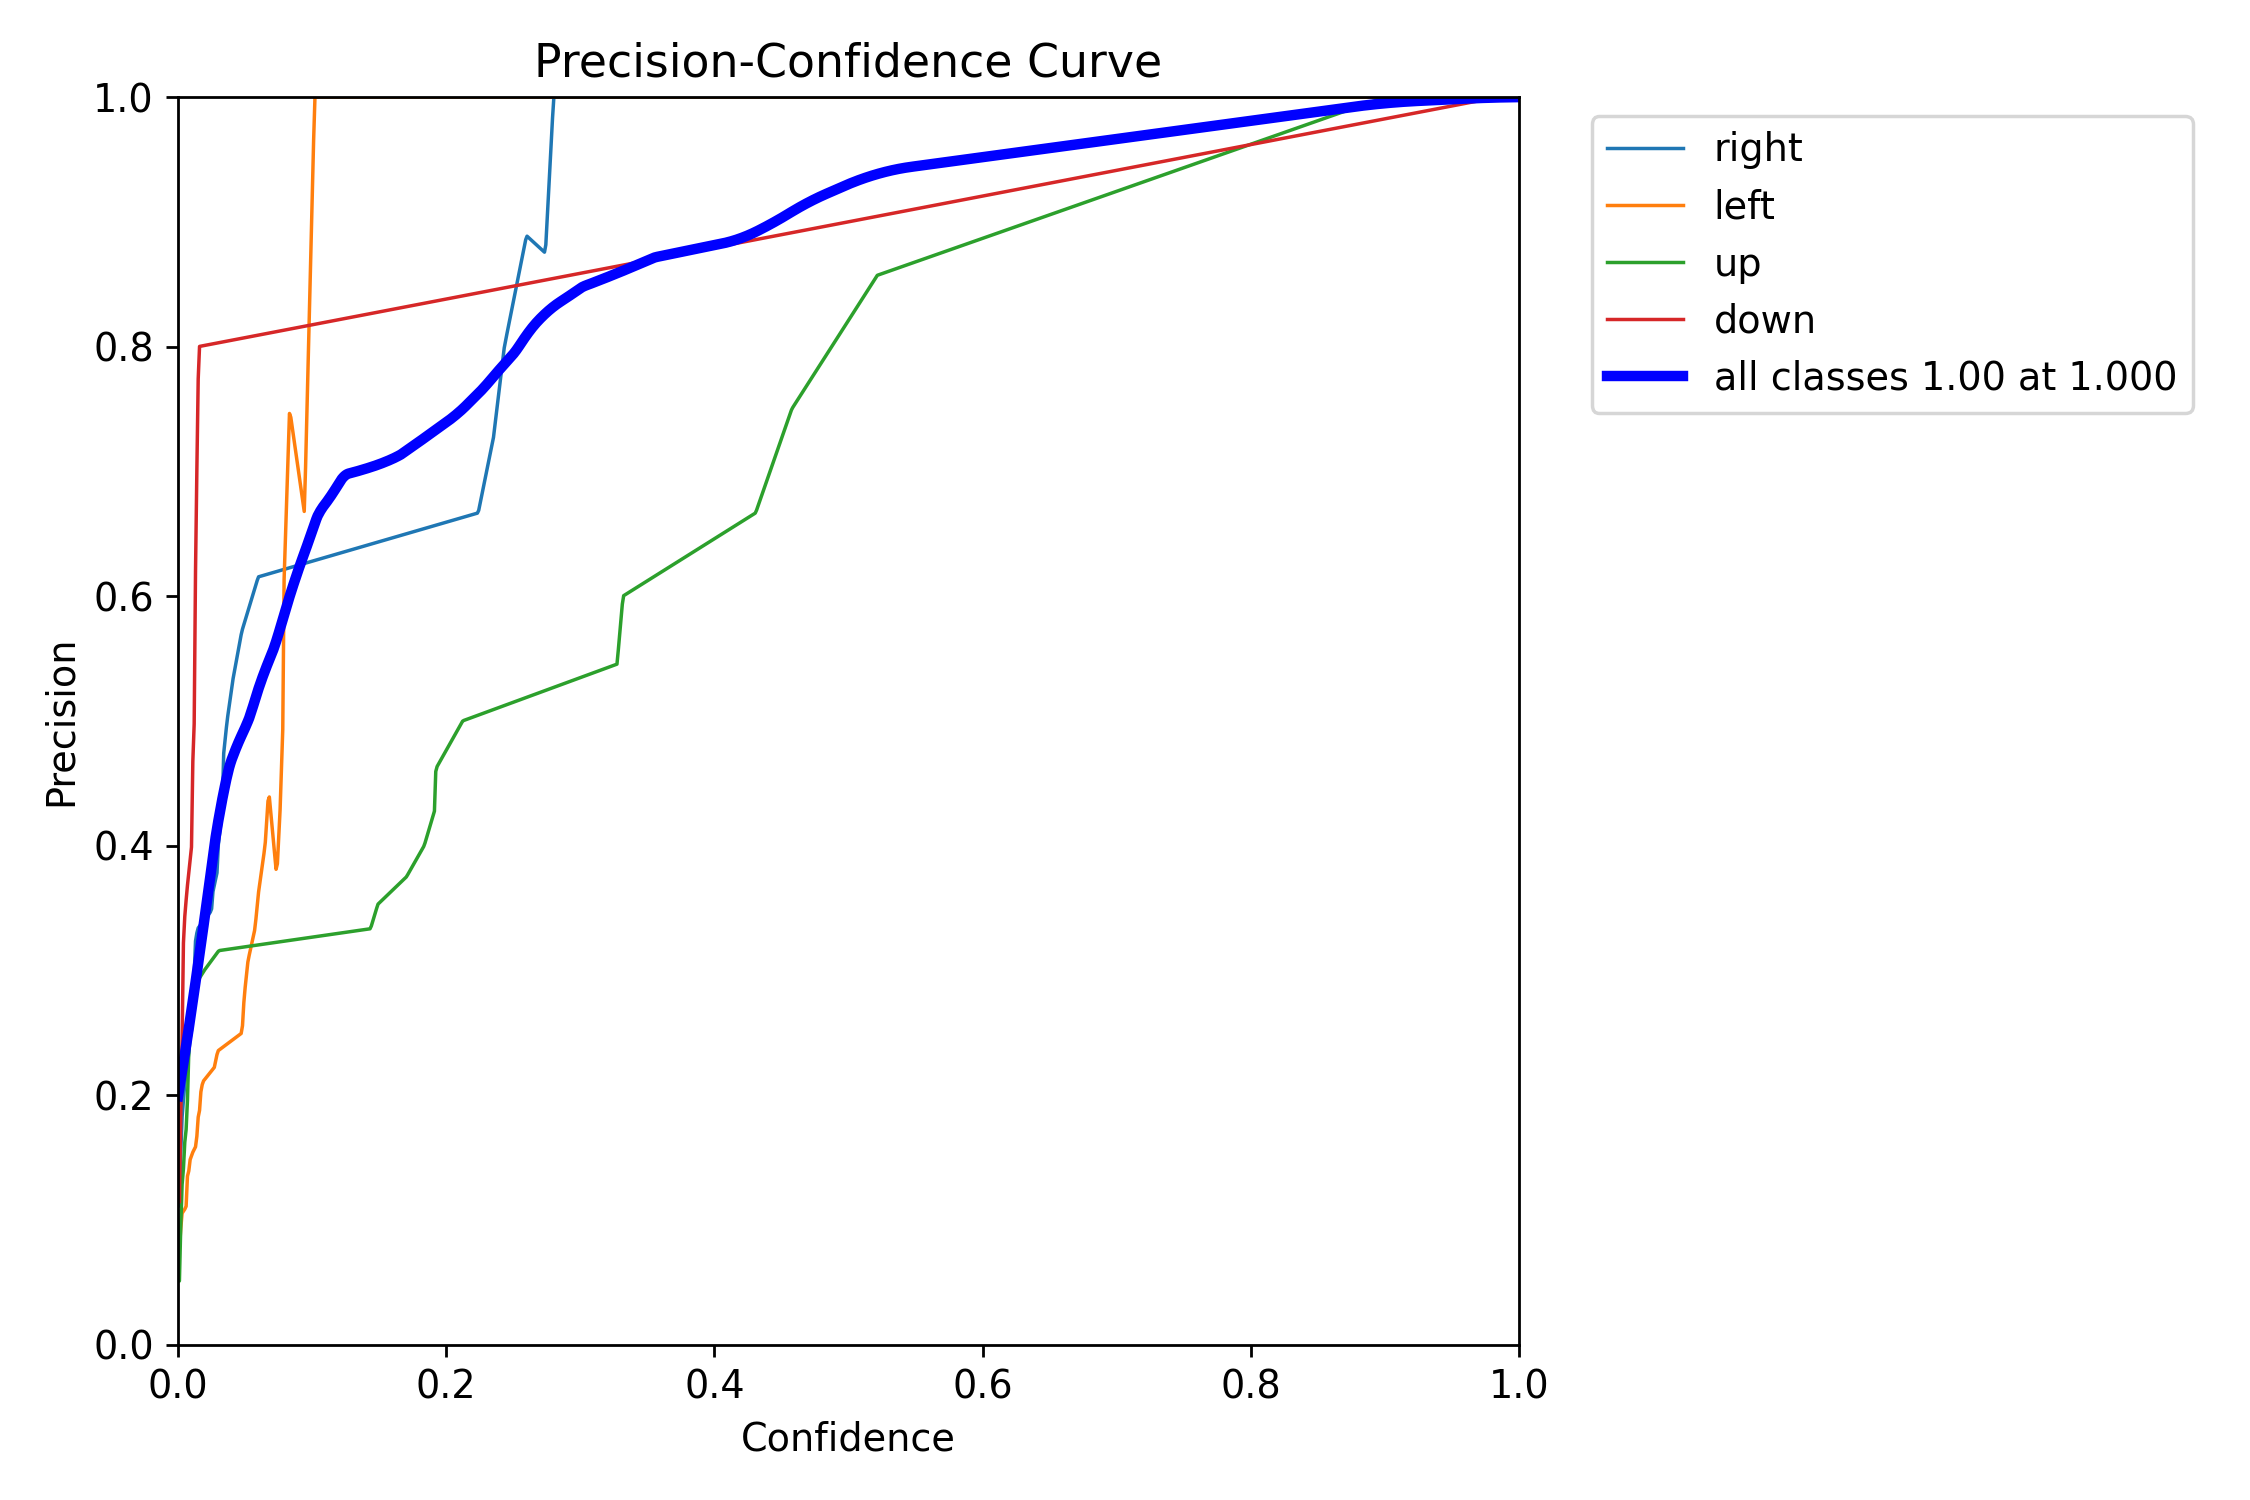 Precision-Confidence Curve
1.0
0.8
0.6
0.4
0.2
0.0
Precision
0.0 0.2 0.4 0.6 0.8 1.0
Confidence
right
left
up
down
all classes 1.00 at 1.000